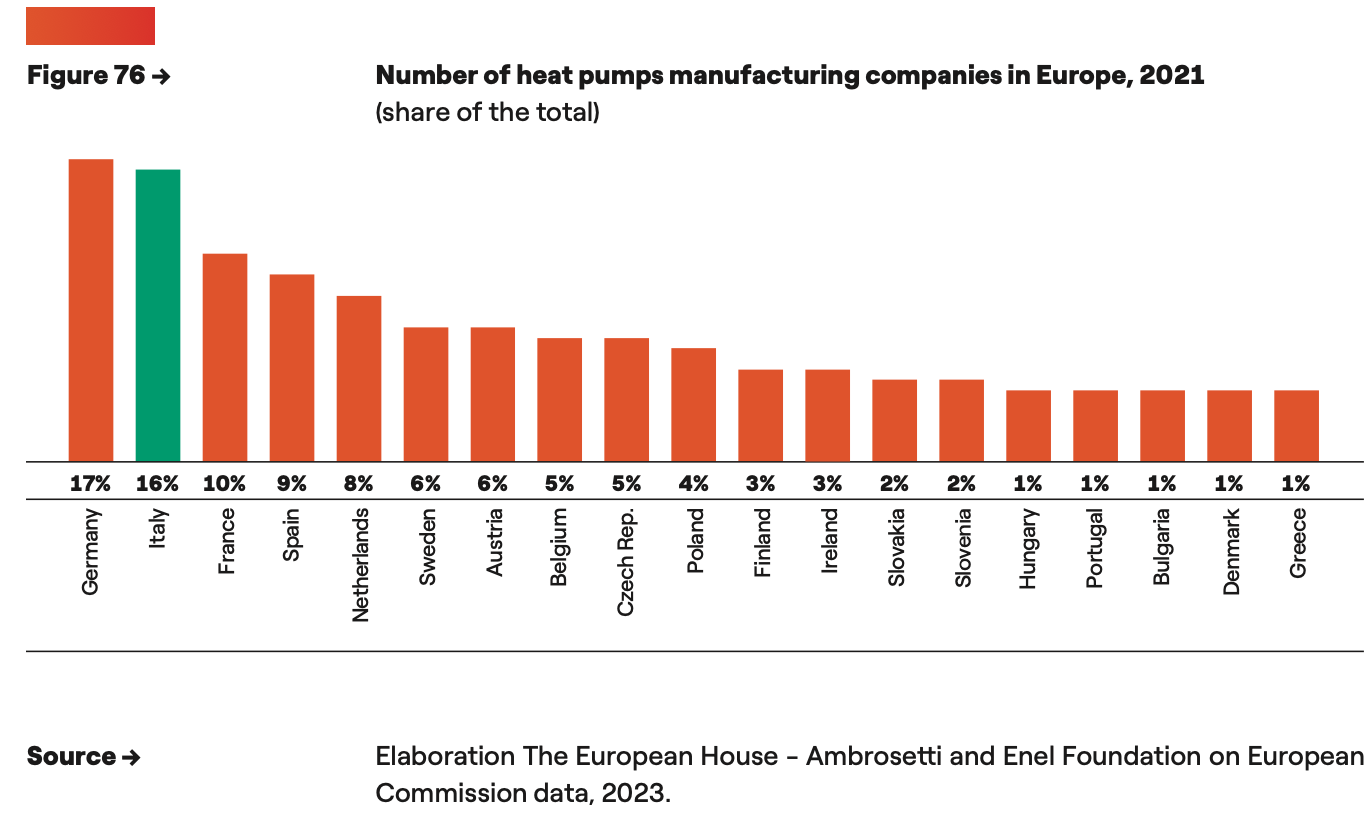 Figure 76 →
Number of heat pumps manufacturing companies in Europe, 2021
(share of the total)
17% 16% 10% 9% 8% 6% 6% 5% 5% 4% 3% 3% 2% 2% 1% 1% 1% 1% 1%
Germany Italy France Spain Netherlands Sweden Austria Belgium Czech Rep. Poland Finland Ireland Slovakia Slovenia Hungary Portugal Bulgaria Denmark Greece
Source →
Elaboration The European House – Ambrosetti and Enel Foundation on European
Commission data, 2023.